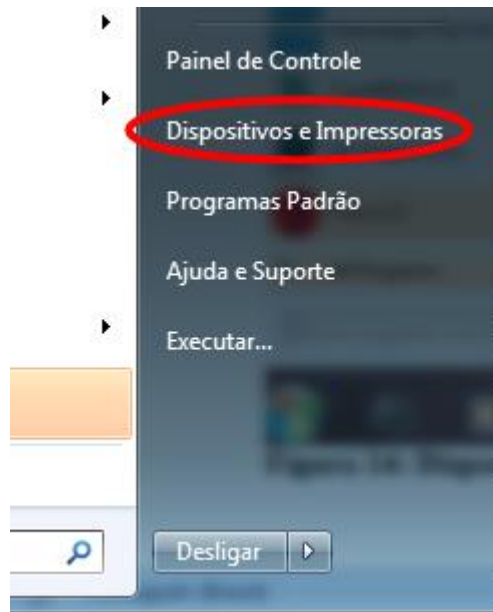 Painel de Controle
Dispositivos e Impressoras
Programas Padrão
Ajuda e Suporte
Executar...
Desligar